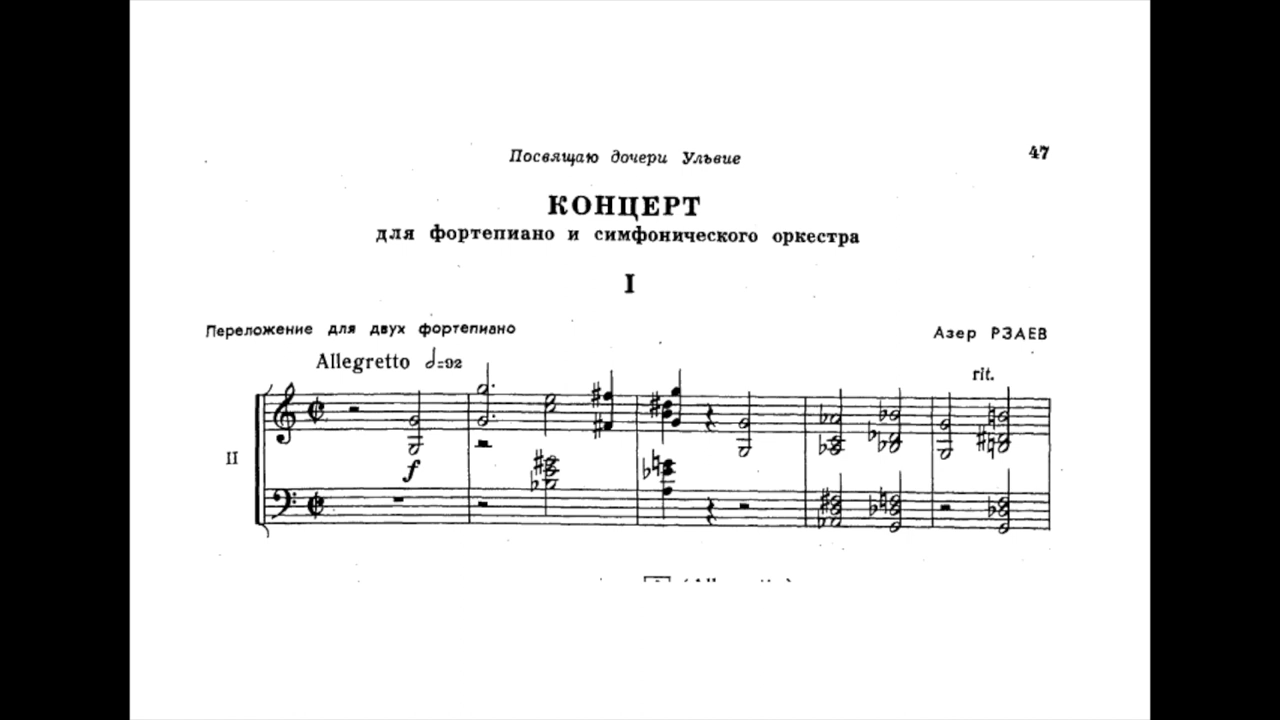 Посвящаю дочери Ульвие
47
КОНЦЕРТ
для фортепиано и симфонического оркестра
I
Переложение для двух фортепиано
Азер РЗАЕВ
Allegretto 𝅗𝅥=92
rit.
II
f